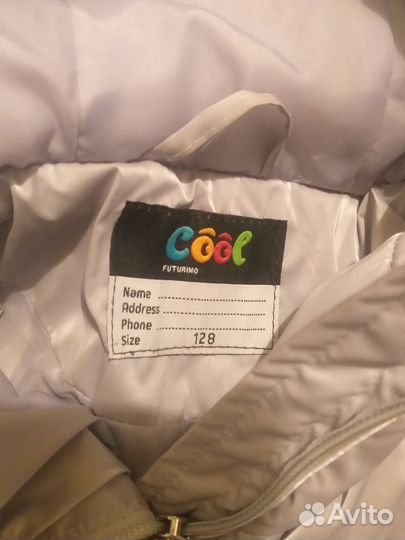 Côôl
FUTURINO
Name
Address
Phone
Size 128
Avito